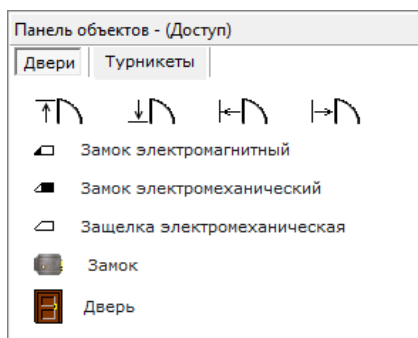 Панель объектов - (Доступ)
Двери Турникеты
Замок электромагнитный
Замок электромеханический
Защелка электромеханическая
Замок
Дверь